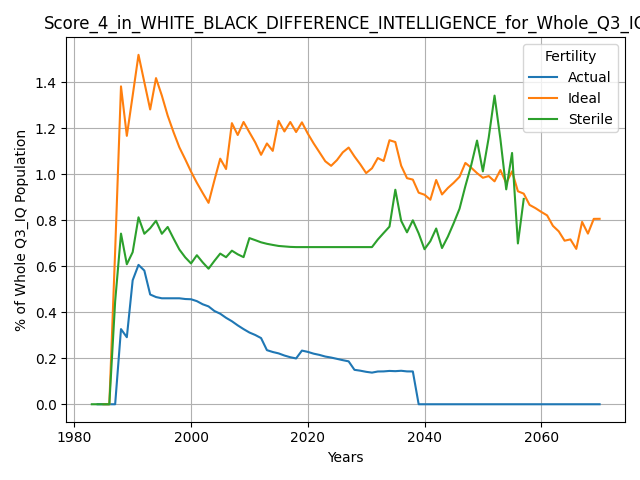 Score_4_in_WHITE_BLACK_DIFFERENCE_INTELLIGENCE_for_Whole_Q3_IQ
Fertility
Actual
Ideal
Sterile
% of Whole Q3_IQ Population
1.4
1.2
1.0
0.8
0.6
0.4
0.2
0.0
1980 2000 2020 2040 2060
Years